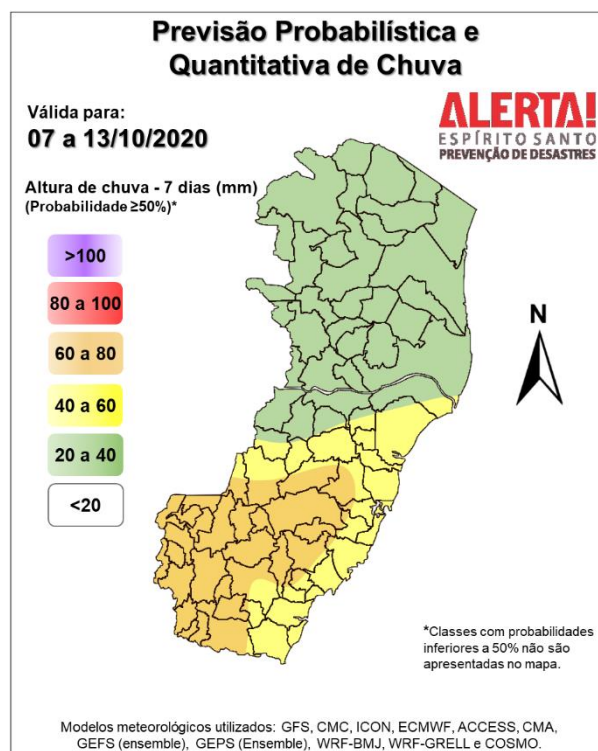 Previsão Probabilística e
Quantitativa de Chuva
Válida para:
07 a 13/10/2020
ALERTA!
ESPÍRITO SANTO
PREVENÇÃO DE DESASTRES
Altura de chuva - 7 dias (mm)
(Probabilidade ≥50%)*
>100
80 a 100
60 a 80
40 a 60
20 a 40
<20
N
*Classes com probabilidades
inferiores a 50% não são
apresentadas no mapa.
Modelos meteorológicos utilizados: GFS, CMC, ICON, ECMWF, ACCESS, CMA,
GEFS (ensemble), GEPS (Ensemble), WRF-BMJ, WRF-GRELL e COSMO.